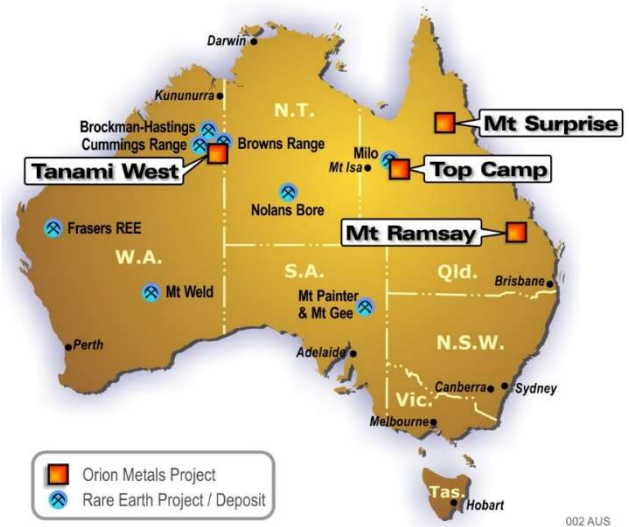 Darwin
Kununurra
N.T.
Mt Surprise
Brockman-Hastings
Cummings Range
Browns Range
Milo
Mt Isa
Top Camp
Tanami West
Nolans Bore
Frasers REE
Mt Ramsay
W.A.
S.A.
Qld.
Mt Weld
Mt Painter
& Mt Gee
Brisbane
N.S.W.
Perth
Adelaide
Canberra
Sydney
Vic.
Melbourne
Orion Metals Project
Rare Earth Project / Deposit
Tas.
Hobart
002 AUS